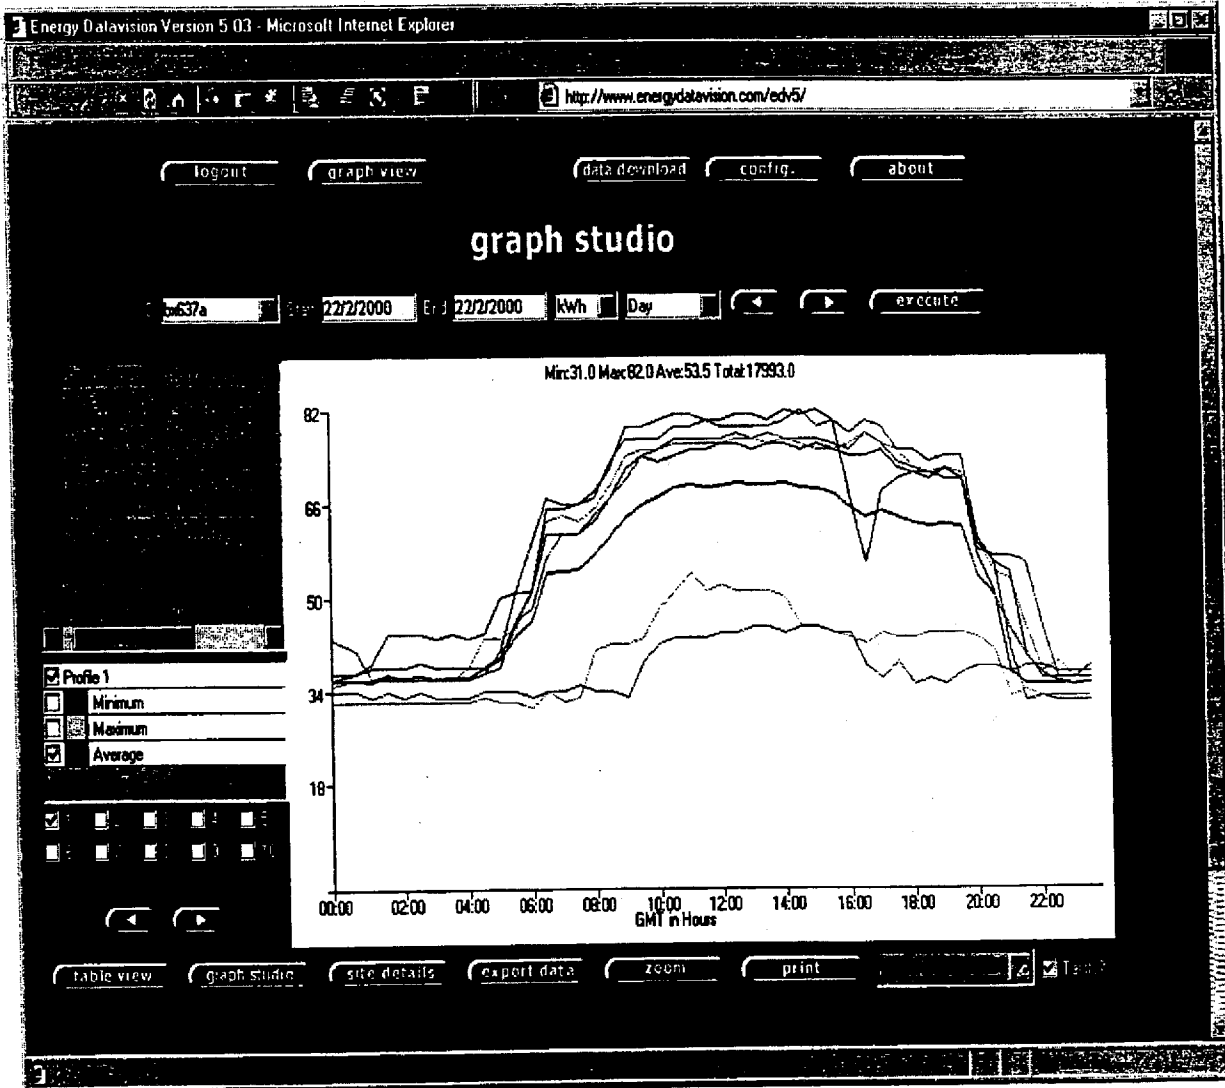 Energy Datavision Version 5.03 - Microsoft Internet Explorer
http://www.energydatavision.com/edv5/
logout graph view data download config. about
graph studio
Start 22/2/2000 End 22/2/2000 kWh Day execute
Min:31.0 Max:82.0 Ave:53.5 Total:17993.0
82
66
50
34
18
Profile 1
Minimum
Maximum
Average
00:00 02:00 04:00 06:00 08:00 10:00 12:00 14:00 16:00 18:00 20:00 22:00
GMT in Hours
table view graph studio site details export data zoom print